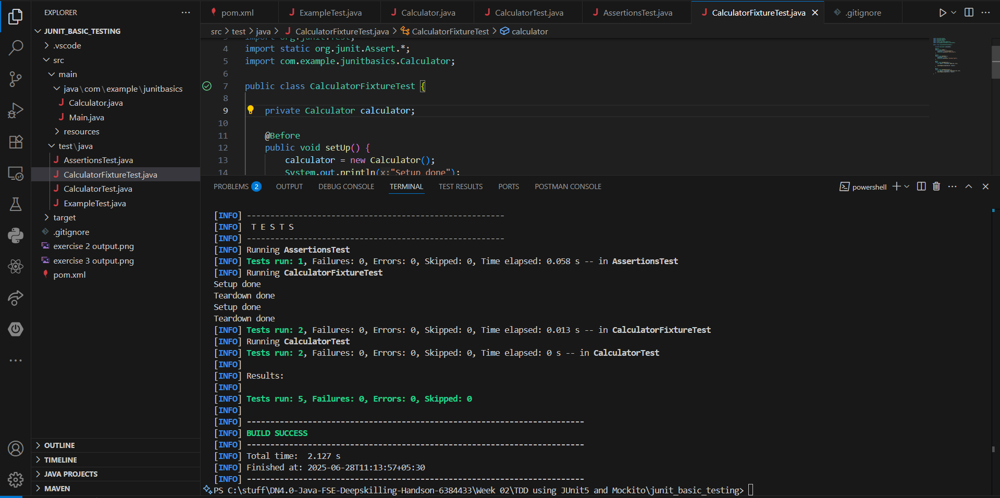 EXPLORER
JUNIT_BASIC_TESTING
.vscode
src
main
java\com\example\junitbasics
Calculator.java
Main.java
resources
test\java
AssertionsTest.java
CalculatorFixtureTest.java
CalculatorTest.java
ExampleTest.java
target
.gitignore
exercise 2 output.png
exercise 3 output.png
pom.xml
OUTLINE
TIMELINE
JAVA PROJECTS
MAVEN
pom.xml ExampleTest.java Calculator.java CalculatorTest.java AssertionsTest.java CalculatorFixtureTest.java .gitignore
src > test > java > CalculatorFixtureTest.java > CalculatorFixtureTest > calculator
3 import org.junit.Test;
4 import static org.junit.Assert.*;
5 import com.example.junitbasics.Calculator;
6
7 public class CalculatorFixtureTest {
8
9 private Calculator calculator;
10
11 @Before
12 public void setUp() {
13 calculator = new Calculator();
14 System.out.println(x:"Setup done");
PROBLEMS 2 OUTPUT DEBUG CONSOLE TERMINAL TEST RESULTS PORTS POSTMAN CONSOLE
powershell
[INFO] -------------------------------------------------------
[INFO]  T E S T S
[INFO] -------------------------------------------------------
[INFO] Running AssertionsTest
[INFO] Tests run: 1, Failures: 0, Errors: 0, Skipped: 0, Time elapsed: 0.058 s -- in AssertionsTest
[INFO] Running CalculatorFixtureTest
Setup done
Teardown done
Setup done
Teardown done
[INFO] Tests run: 2, Failures: 0, Errors: 0, Skipped: 0, Time elapsed: 0.013 s -- in CalculatorFixtureTest
[INFO] Running CalculatorTest
[INFO] Tests run: 2, Failures: 0, Errors: 0, Skipped: 0, Time elapsed: 0 s -- in CalculatorTest
[INFO]
[INFO] Results:
[INFO]
[INFO] Tests run: 5, Failures: 0, Errors: 0, Skipped: 0
[INFO]
[INFO] ------------------------------------------------------------------------
[INFO] BUILD SUCCESS
[INFO] ------------------------------------------------------------------------
[INFO] Total time:  2.127 s
[INFO] Finished at: 2025-06-28T11:13:57+05:30
[INFO] ------------------------------------------------------------------------
PS C:\stuff\DN4.0-Java-FSE-Deepskilling-Handson-6384433\Week 02\TDD using JUnit5 and Mockito\junit_basic_testing>